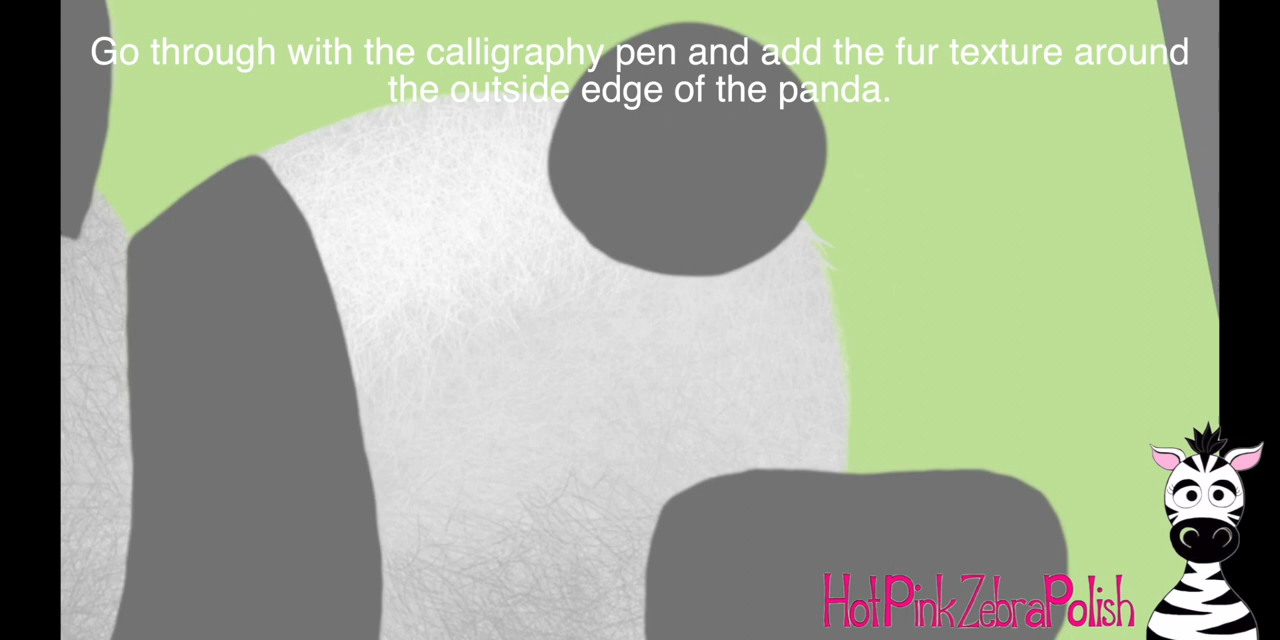 Go through with the calligraphy pen and add the fur texture around
the outside edge of the panda.
HotPinkZebraPolish